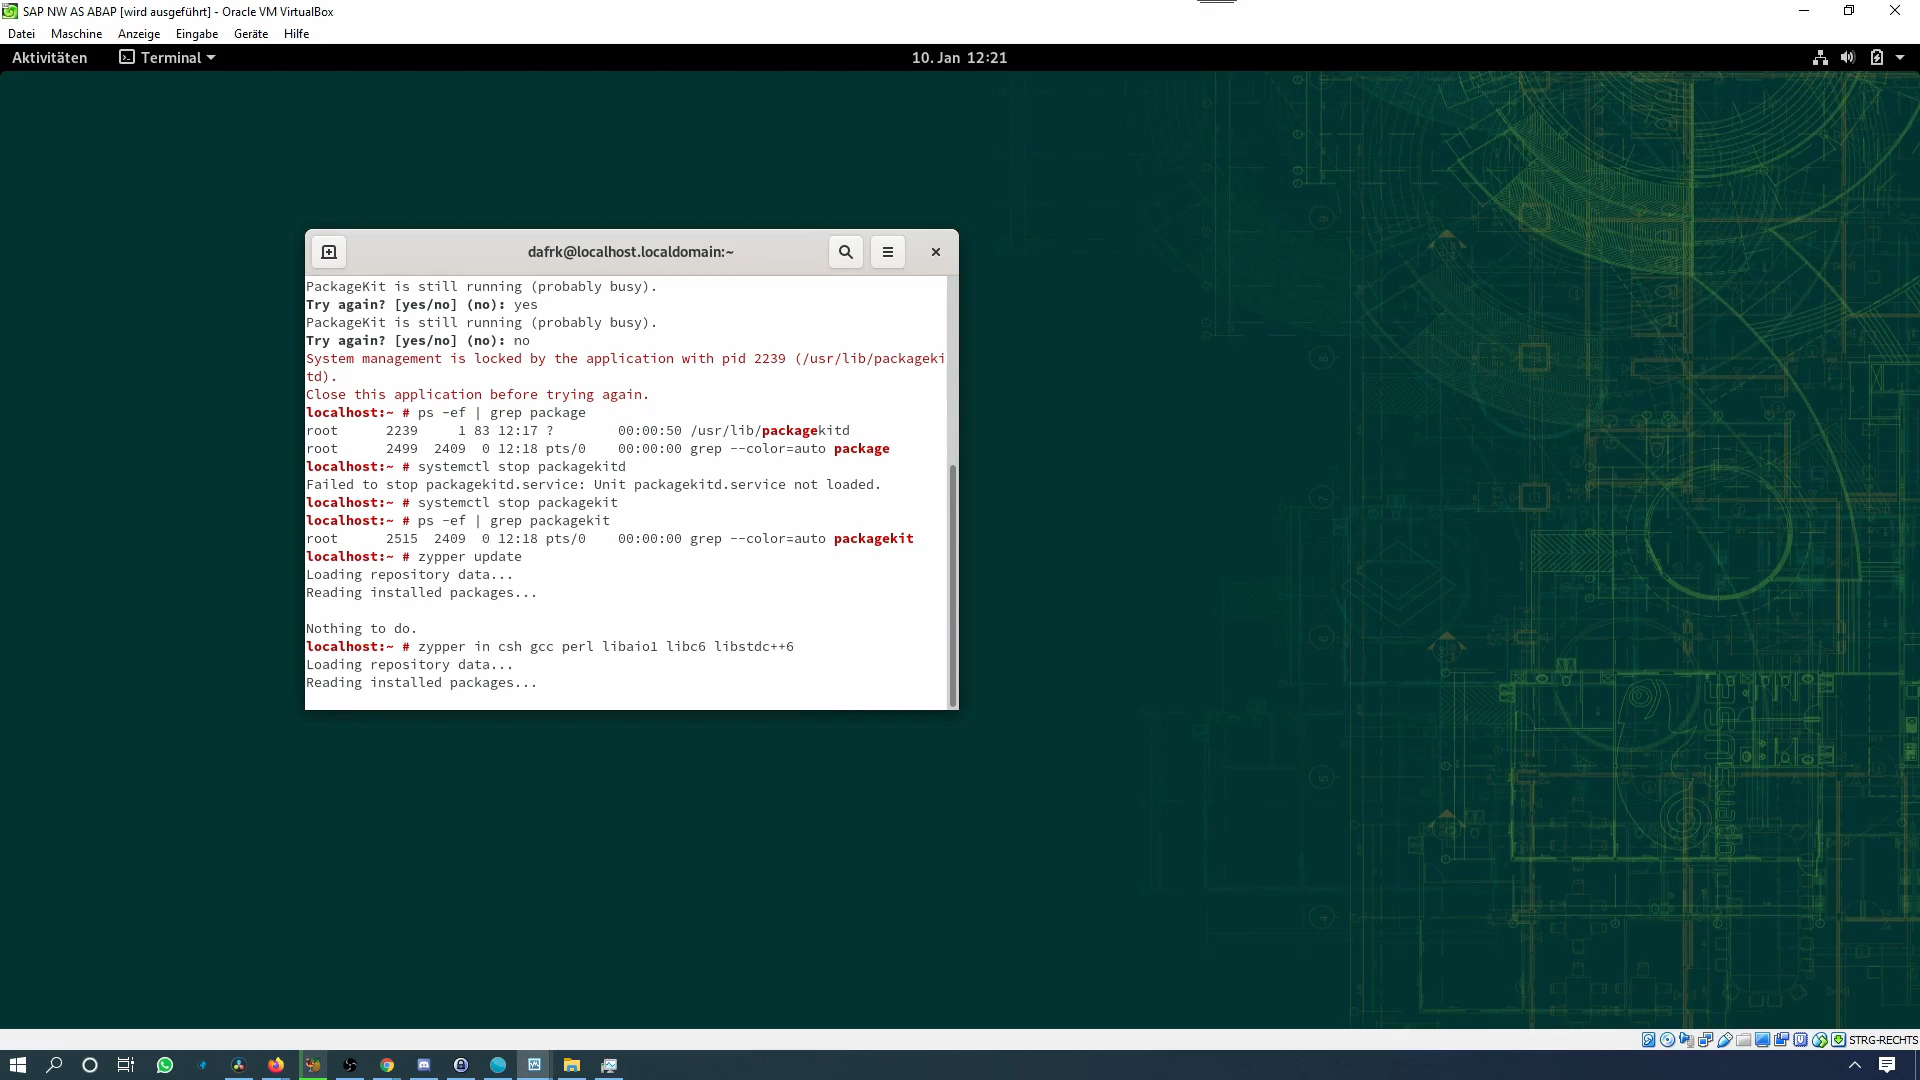 SAP NW AS ABAP [wird ausgeführt] - Oracle VM VirtualBox
Datei Maschine Anzeige Eingabe Geräte Hilfe
Aktivitäten Terminal 10. Jan 12:21
dafrk@localhost.localdomain:~
PackageKit is still running (probably busy).
Try again? [yes/no] (no): yes
PackageKit is still running (probably busy).
Try again? [yes/no] (no): no
System management is locked by the application with pid 2239 (/usr/lib/packageki
td).
Close this application before trying again.
localhost:~ # ps -ef | grep package
root 2239 1 83 12:17 ? 00:00:50 /usr/lib/packagekitd
root 2499 2409 0 12:18 pts/0 00:00:00 grep --color=auto package
localhost:~ # systemctl stop packagekitd
Failed to stop packagekitd.service: Unit packagekitd.service not loaded.
localhost:~ # systemctl stop packagekit
localhost:~ # ps -ef | grep packagekit
root 2515 2409 0 12:18 pts/0 00:00:00 grep --color=auto packagekit
localhost:~ # zypper update
Loading repository data...
Reading installed packages...
Nothing to do.
localhost:~ # zypper in csh gcc perl libaio1 libc6 libstdc++6
Loading repository data...
Reading installed packages...
openSUSE
STRG-RECHTS